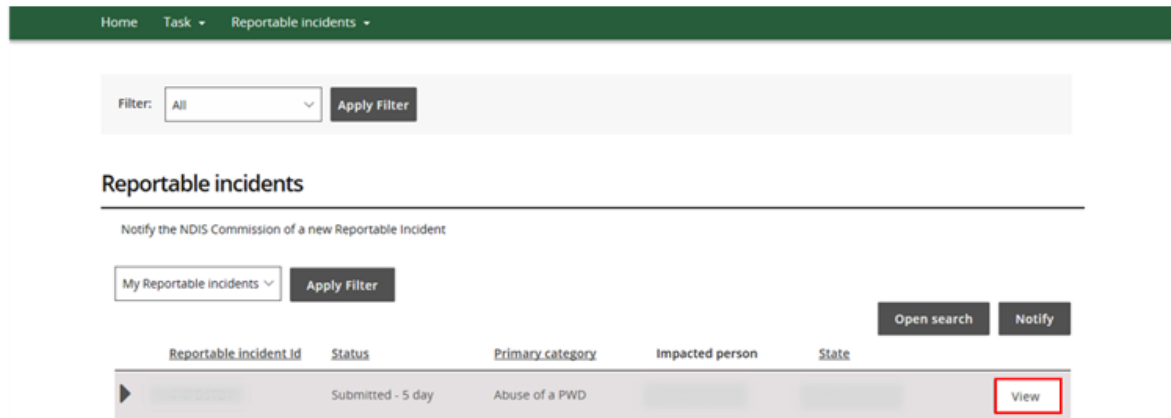 Home Task Reportable incidents
Filter: All Apply Filter
Reportable incidents
Notify the NDIS Commission of a new Reportable Incident
My Reportable incidents Apply Filter
Open search Notify
Reportable incident Id Status Primary category Impacted person State
Submitted - 5 day Abuse of a PWD View